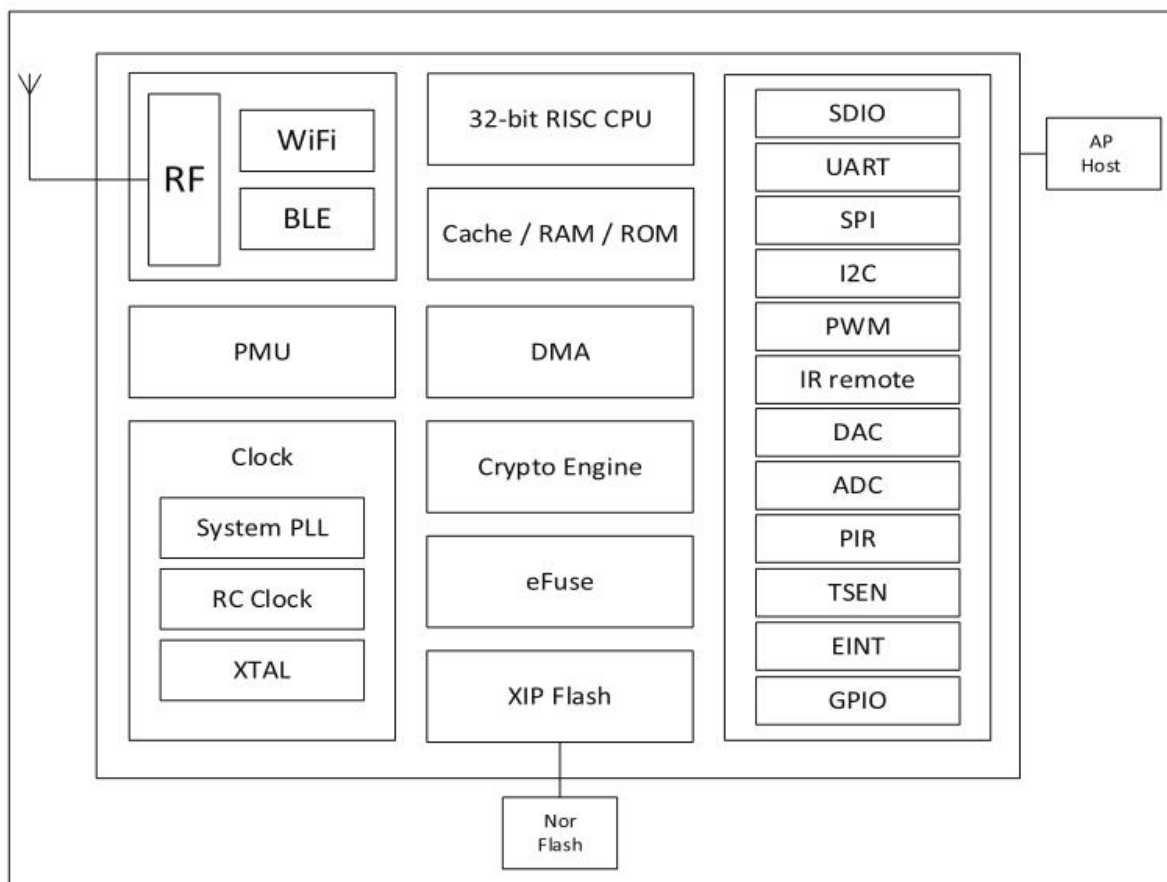 RF
WiFi
BLE
PMU
Clock
System PLL
RC Clock
XTAL
32-bit RISC CPU
Cache / RAM / ROM
DMA
Crypto Engine
eFuse
XIP Flash
SDIO
UART
SPI
I2C
PWM
IR remote
DAC
ADC
PIR
TSEN
EINT
GPIO
AP
Host
Nor
Flash